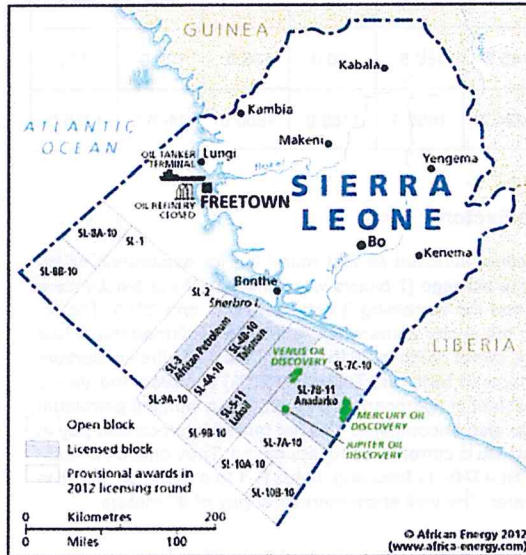 GUINEA
Kabala
Kambia
ATLANTIC
OCEAN
Makeni
OIL TANKER
TERMINAL
Lungi
Rokel
Yengema
OIL REFINERY
CLOSED
FREETOWN
SIERRA
LEONE
SL-8A-10
SL-1
SL-8B-10
Bo
Kenema
Bonthe
SL-2
Sherbro I.
LIBERIA
SL-3
African Petroleum
SL-4A-10
SL-4B-10
Talisman
VENUS OIL
DISCOVERY
SL-7C-10
SL-9A-10
SL-5-11
Lukoil
SL-7B-11
Anadarko
MERCURY OIL
DISCOVERY
SL-9B-10
SL-7A-10
JUPITER OIL
DISCOVERY
SL-10A-10
SL-10B-10
Open block
Licensed block
Provisional awards in
2012 licensing round
0 Kilometres 200
0 Miles 100
© African Energy 2012
(www.africa-energy.com)